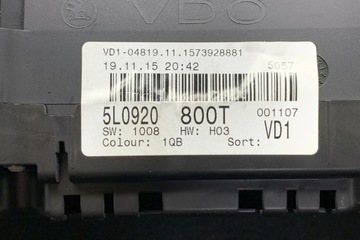 VDO
VD1-04819.11.1573928881
19.11.15 20:42 5057
5L0920 800T 001107
SW: 1008 HW: H03 VD1
Colour: 1QB Sort: